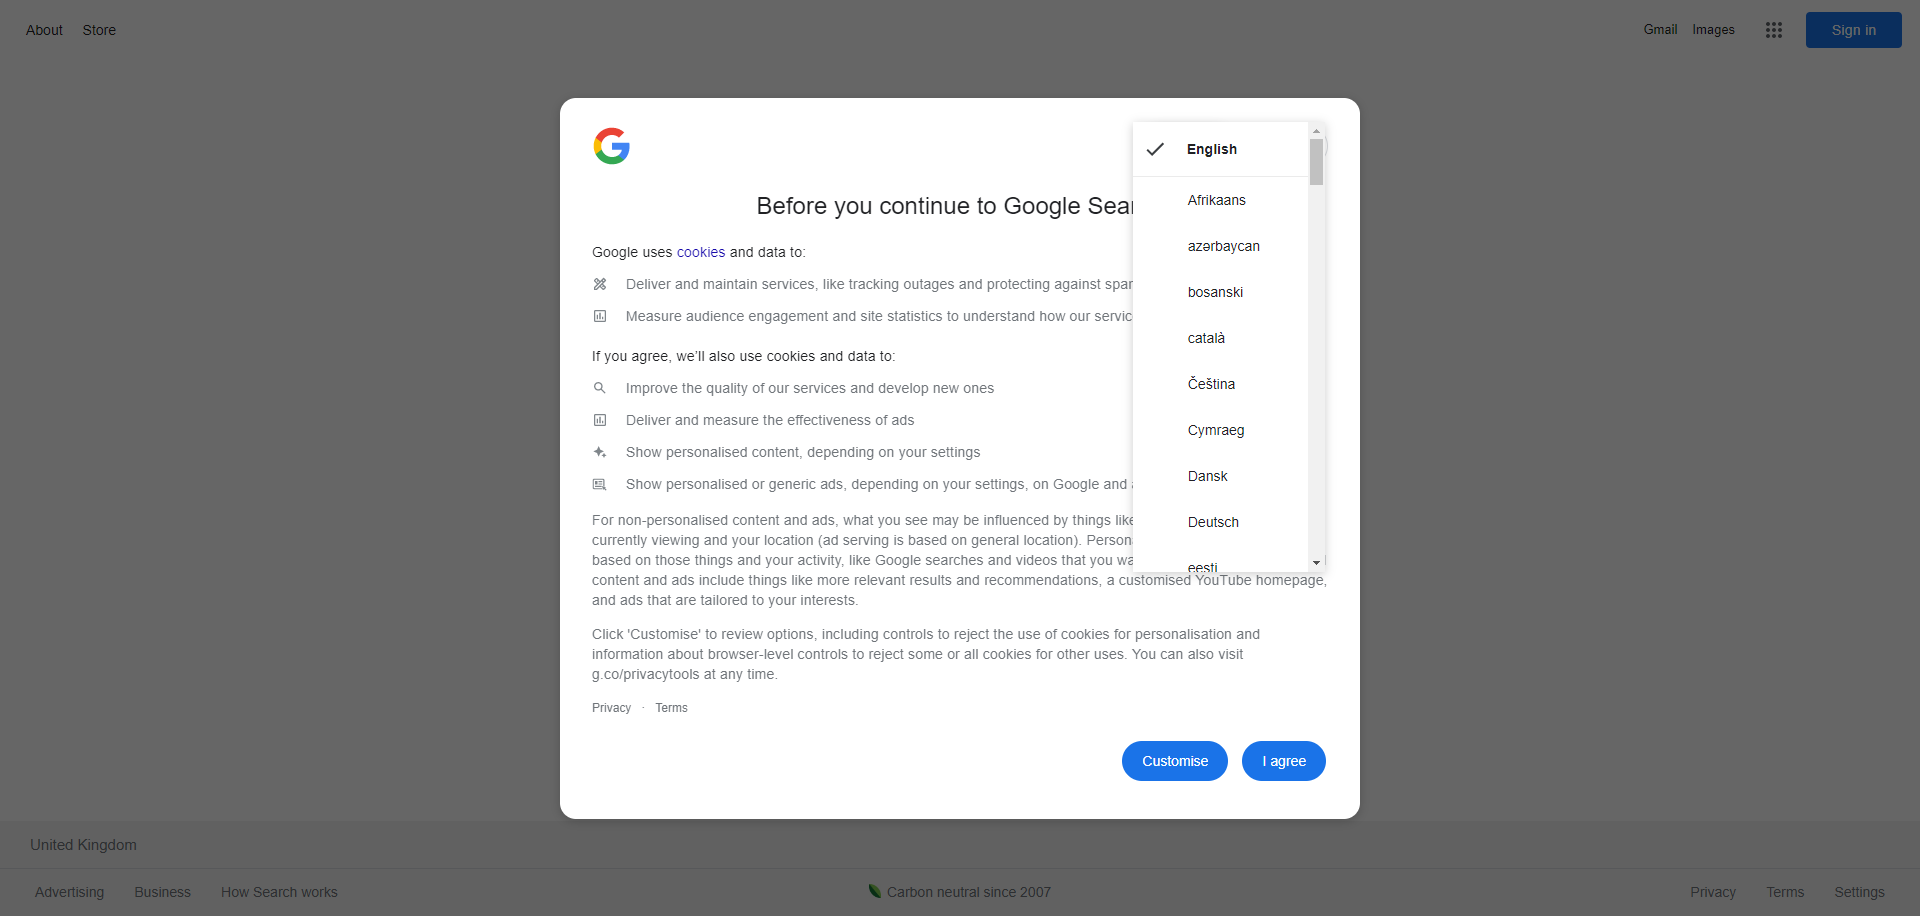 About Store
Gmail Images Sign in
English
Before you continue to Google Sear
Afrikaans
azərbaycan
bosanski
català
Čeština
Cymraeg
Dansk
Deutsch
eesti
Google uses cookies and data to:
Deliver and maintain services, like tracking outages and protecting against spam
Measure audience engagement and site statistics to understand how our servic
If you agree, we'll also use cookies and data to:
Improve the quality of our services and develop new ones
Deliver and measure the effectiveness of ads
Show personalised content, depending on your settings
Show personalised or generic ads, depending on your settings, on Google and
For non-personalised content and ads, what you see may be influenced by things like
currently viewing and your location (ad serving is based on general location). Person
based on those things and your activity, like Google searches and videos that you wa
content and ads include things like more relevant results and recommendations, a customised YouTube homepage,
and ads that are tailored to your interests.
Click 'Customise' to review options, including controls to reject the use of cookies for personalisation and
information about browser-level controls to reject some or all cookies for other uses. You can also visit
g.co/privacytools at any time.
Privacy · Terms
Customise I agree
United Kingdom
Advertising Business How Search works
Carbon neutral since 2007
Privacy Terms Settings